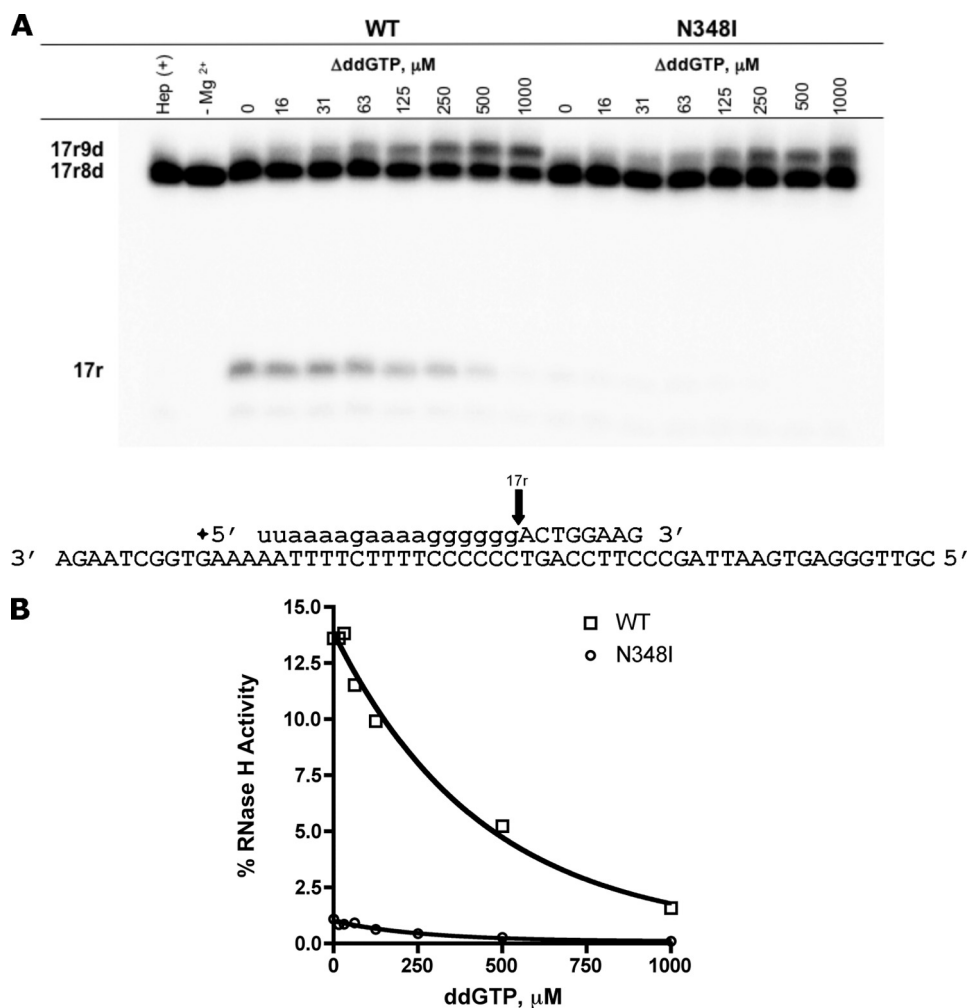 A
WT N348I
ΔddGTP, μM ΔddGTP, μM
Hep (+) - Mg 2+ 0 16 31 63 125 250 500 1000 0 16 31 63 125 250 500 1000
17r9d
17r8d
17r
17r
✦5′ uuaaaagaaaaggggggACTGGAAG 3′
3′ AGAATCGGTGAAAAATTTTCTTTTCCCCCCTGACCTTCCCGATTAAGTGAGGGTTGC 5′
B
15.0
12.5
10.0
7.5
5.0
2.5
0.0
% RNase H Activity
WT
N348I
0 250 500 750 1000
ddGTP, μM